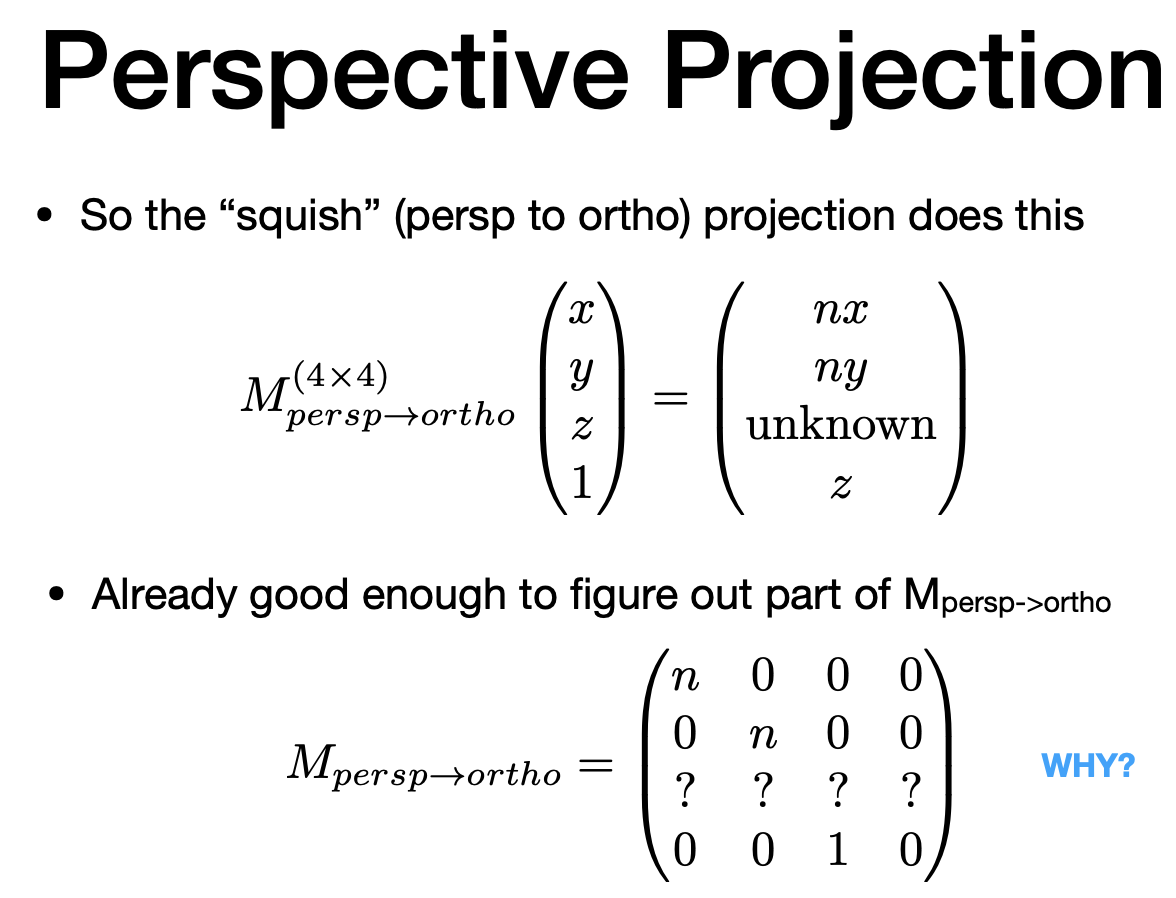 Perspective Projection
• So the “squish” (persp to ortho) projection does this
$M_{persp \to ortho}^{(4 \times 4)} \begin{pmatrix} x \\ y \\ z \\ 1 \end{pmatrix} = \begin{pmatrix} nx \\ ny \\ \text{unknown} \\ z \end{pmatrix}$
• Already good enough to figure out part of M_{persp->ortho}
$M_{persp \to ortho} = \begin{pmatrix} n & 0 & 0 & 0 \\ 0 & n & 0 & 0 \\ ? & ? & ? & ? \\ 0 & 0 & 1 & 0 \end{pmatrix}$ WHY?